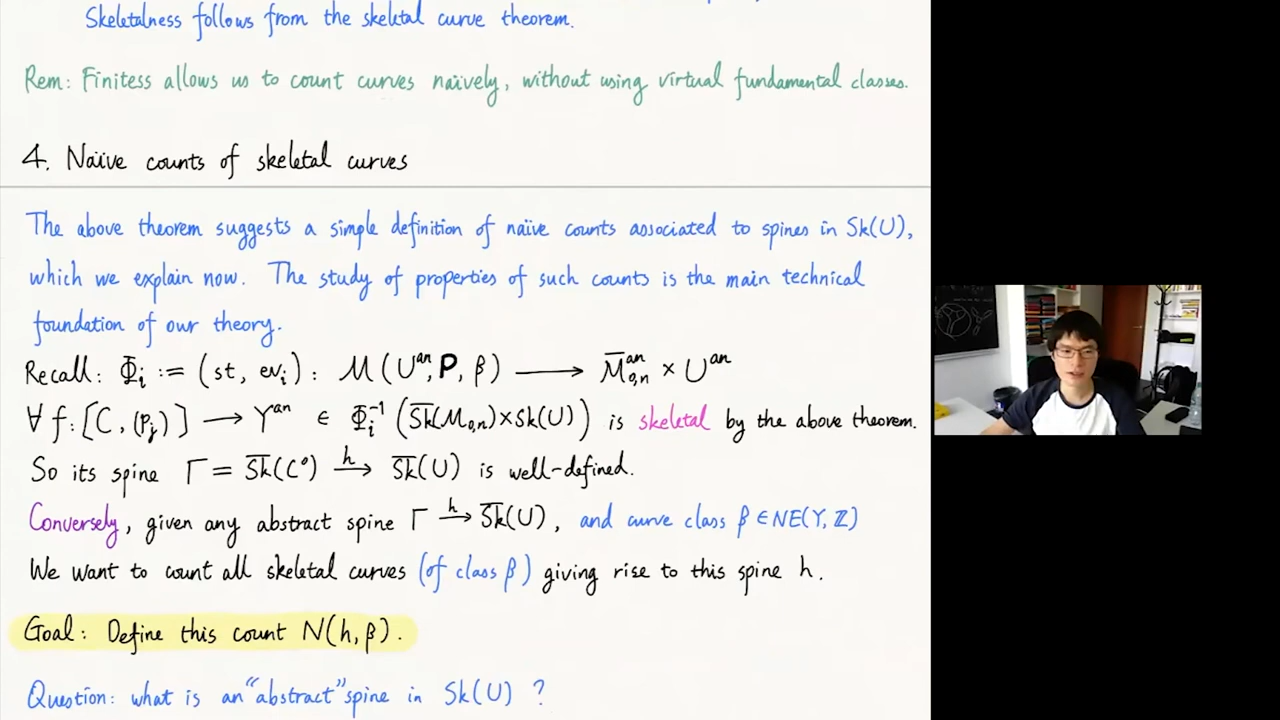 Skeletalness follows from the skeletal curve theorem.
Rem: Finitess allows us to count curves naïvely, without using virtual fundamental classes.
4. Naïve counts of skeletal curves
The above theorem suggests a simple definition of naïve counts associated to spines in Sk(U),
which we explain now. The study of properties of such counts is the main technical
foundation of our theory.
Recall: Φᵢ := (st, evᵢ) : M(Uᵃⁿ, P, β) ⟶ M̅₀,ₙᵃⁿ × Uᵃⁿ
∀ f: [C, (pⱼ)] ⟶ Yᵃⁿ ∈ Φᵢ⁻¹(S̅k̅(M₀,ₙ)×Sk(U)) is skeletal by the above theorem.
So its spine Γ = S̅k̅(C°) –h→ S̅k̅(U) is well-defined.
Conversely, given any abstract spine Γ –h→ S̅k̅(U), and curve class β ∈ NE(Y, ℤ)
We want to count all skeletal curves (of class β) giving rise to this spine h.
Goal: Define this count N(h, β).
Question: what is an "abstract" spine in Sk(U) ?